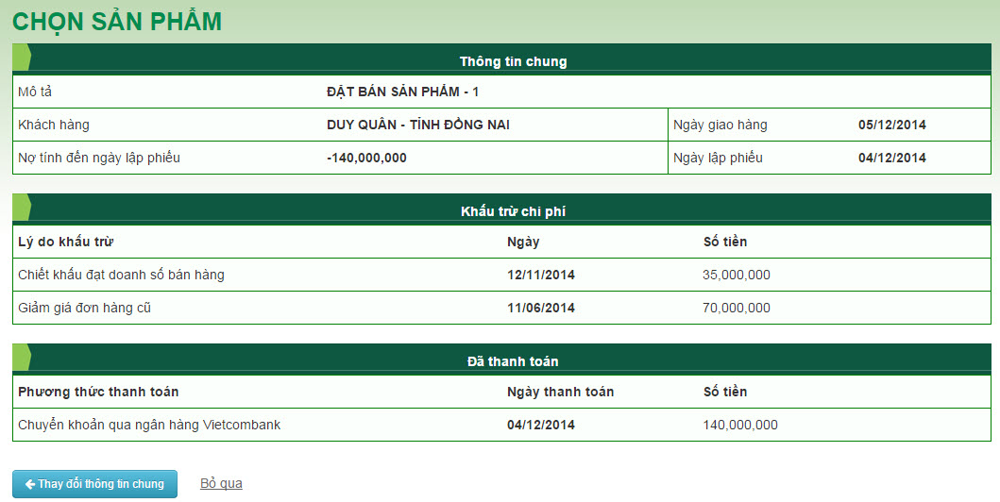 CHỌN SẢN PHẨM
Thông tin chung
Mô tả ĐẶT BÁN SẢN PHẨM - 1
Khách hàng DUY QUÂN - TỈNH ĐỒNG NAI Ngày giao hàng 05/12/2014
Nợ tính đến ngày lập phiếu -140,000,000 Ngày lập phiếu 04/12/2014
Khấu trừ chi phí
Lý do khấu trừ Ngày Số tiền
Chiết khấu đạt doanh số bán hàng 12/11/2014 35,000,000
Giảm giá đơn hàng cũ 11/06/2014 70,000,000
Đã thanh toán
Phương thức thanh toán Ngày thanh toán Số tiền
Chuyển khoản qua ngân hàng Vietcombank 04/12/2014 140,000,000
Thay đổi thông tin chung Bỏ qua